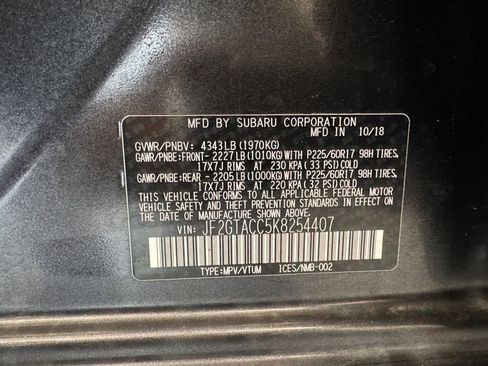 MFD BY SUBARU CORPORATION
MFD IN 10/18
GVWR/PNBV: 4343LB(1970KG)
GAWR/PNBE:FRONT- 2227LB(1010KG)WITH P225/60R17 98H TIRES,
17X7J RIMS AT 230 KPA(33 PSI)COLD
GAWR/PNBE:REAR - 2205LB(1000KG)WITH P225/60R17 98H TIRES,
17X7J RIMS AT 220 KPA(32 PSI)COLD
THIS VEHICLE CONFORMS TO ALL APPLICABLE FEDERAL MOTOR
VEHICLE SAFETY AND THEFT PREVENTION STANDARDS IN
EFFECT ON THE DATE OF MANUFACTURE SHOWN ABOVE.
VIN: JF2GTACC5K8254407
TYPE:MPV/VTUM ICES/NMB-002